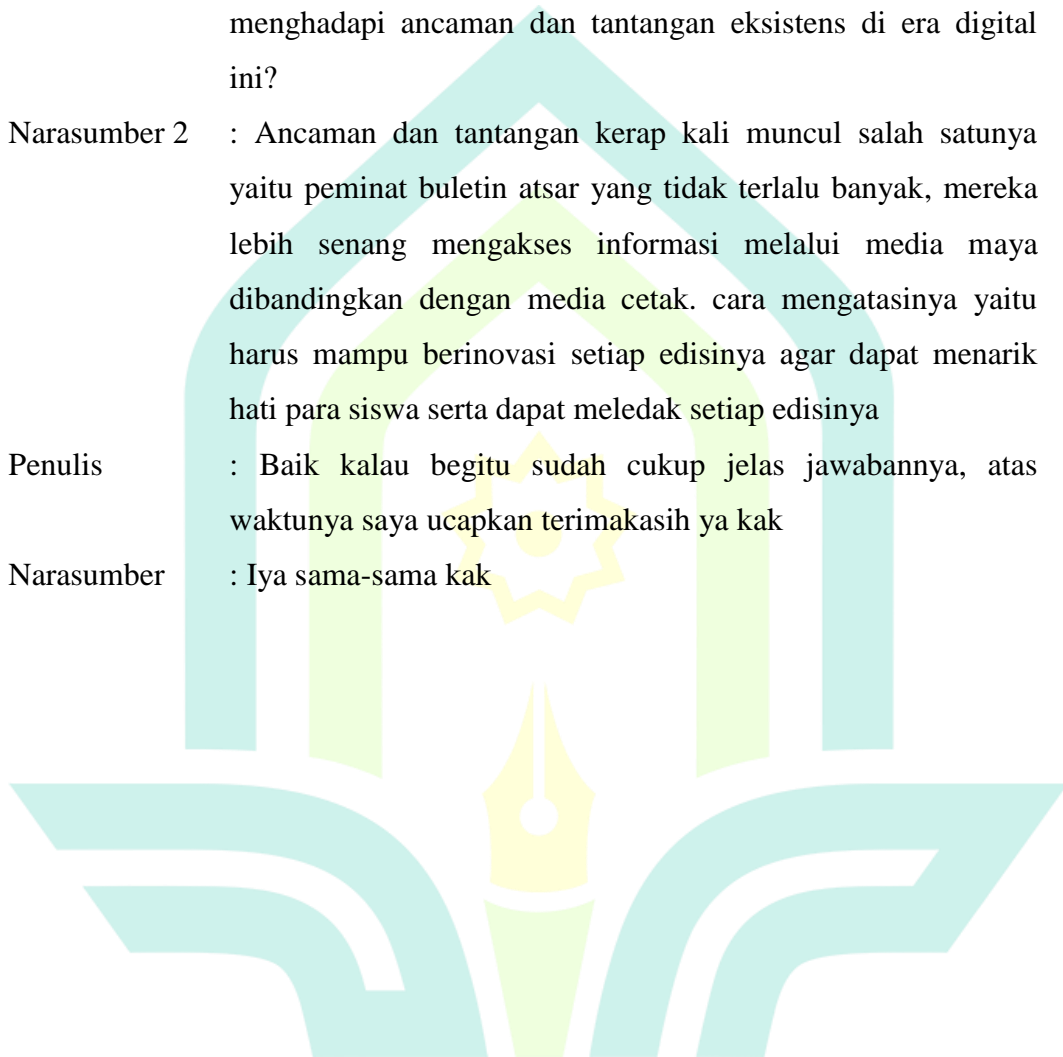 menghadapi ancaman dan tantangan eksistens di era digital
ini?
Narasumber 2 : Ancaman dan tantangan kerap kali muncul salah satunya
yaitu peminat buletin atsar yang tidak terlalu banyak, mereka
lebih senang mengakses informasi melalui media maya
dibandingkan dengan media cetak. cara mengatasinya yaitu
harus mampu berinovasi setiap edisinya agar dapat menarik
hati para siswa serta dapat meledak setiap edisinya
Penulis : Baik kalau begitu sudah cukup jelas jawabannya, atas
waktunya saya ucapkan terimakasih ya kak
Narasumber : Iya sama-sama kak